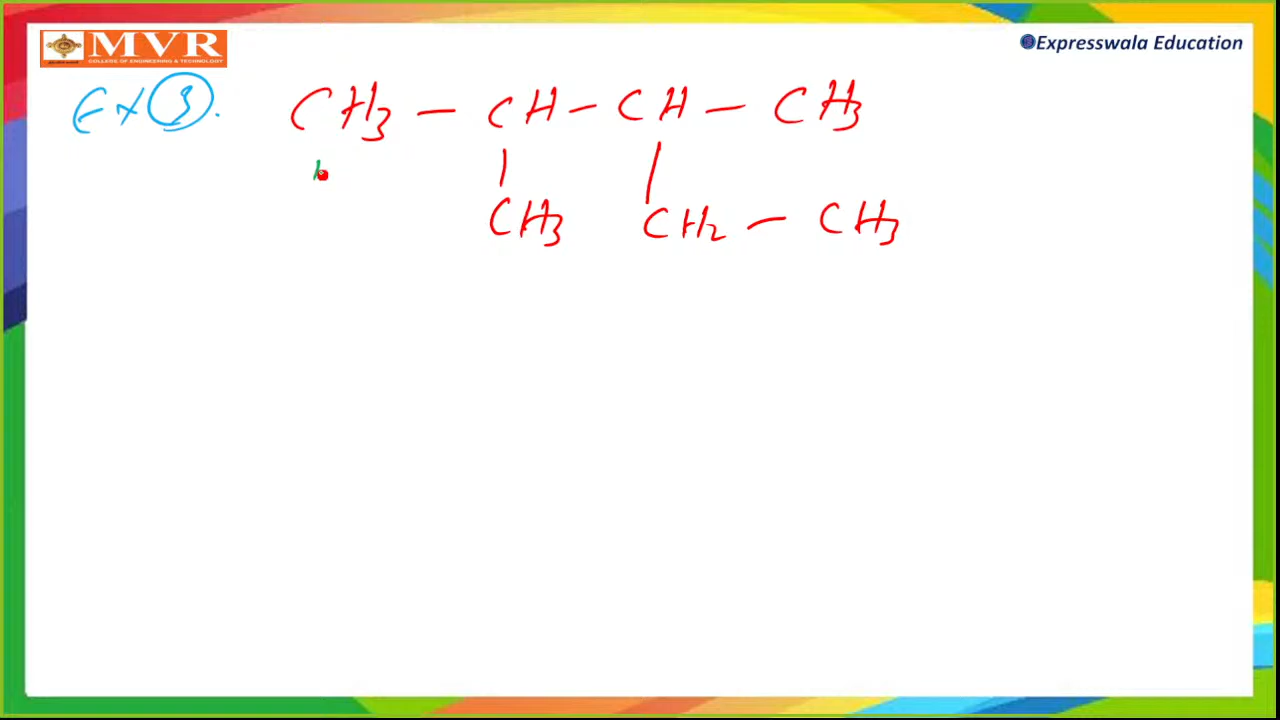 MVR
COLLEGE OF ENGINEERING & TECHNOLOGY
Expresswala Education
Ex 3. CH3 - CH - CH - CH3
| |
CH3 CH2 - CH3